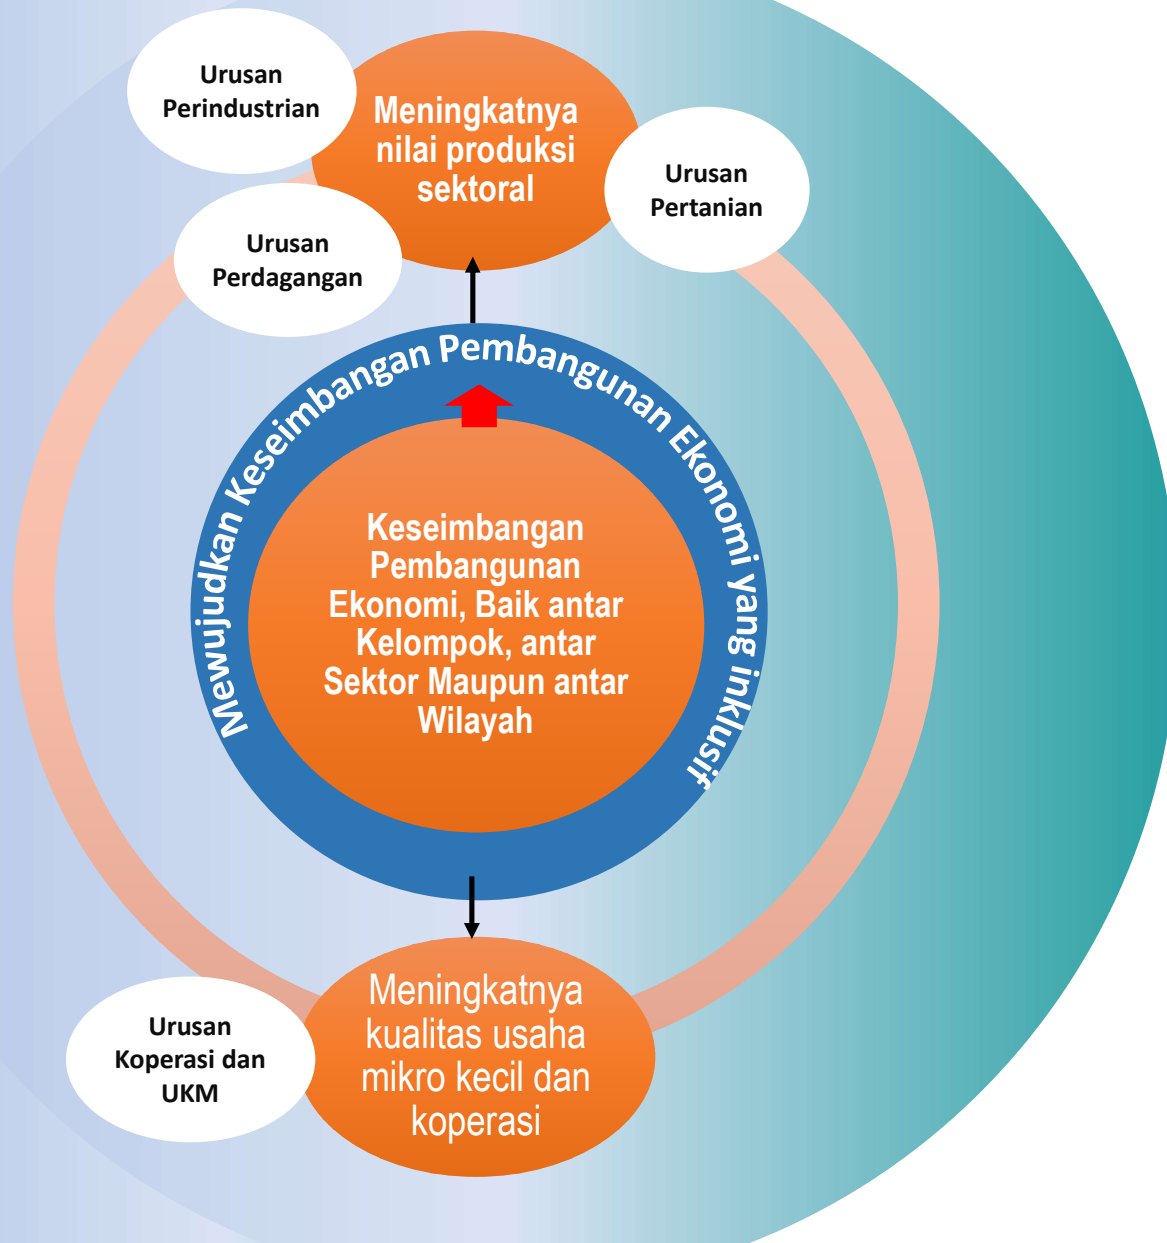 Urusan
Perindustrian
Meningkatnya
nilai produksi
sektoral
Urusan
Pertanian
Urusan
Perdagangan
Mewujudkan Keseimbangan Pembangunan Ekonomi yang inklusif
Keseimbangan
Pembangunan
Ekonomi, Baik antar
Kelompok, antar
Sektor Maupun antar
Wilayah
Meningkatnya
kualitas usaha
mikro kecil dan
koperasi
Urusan
Koperasi dan
UKM